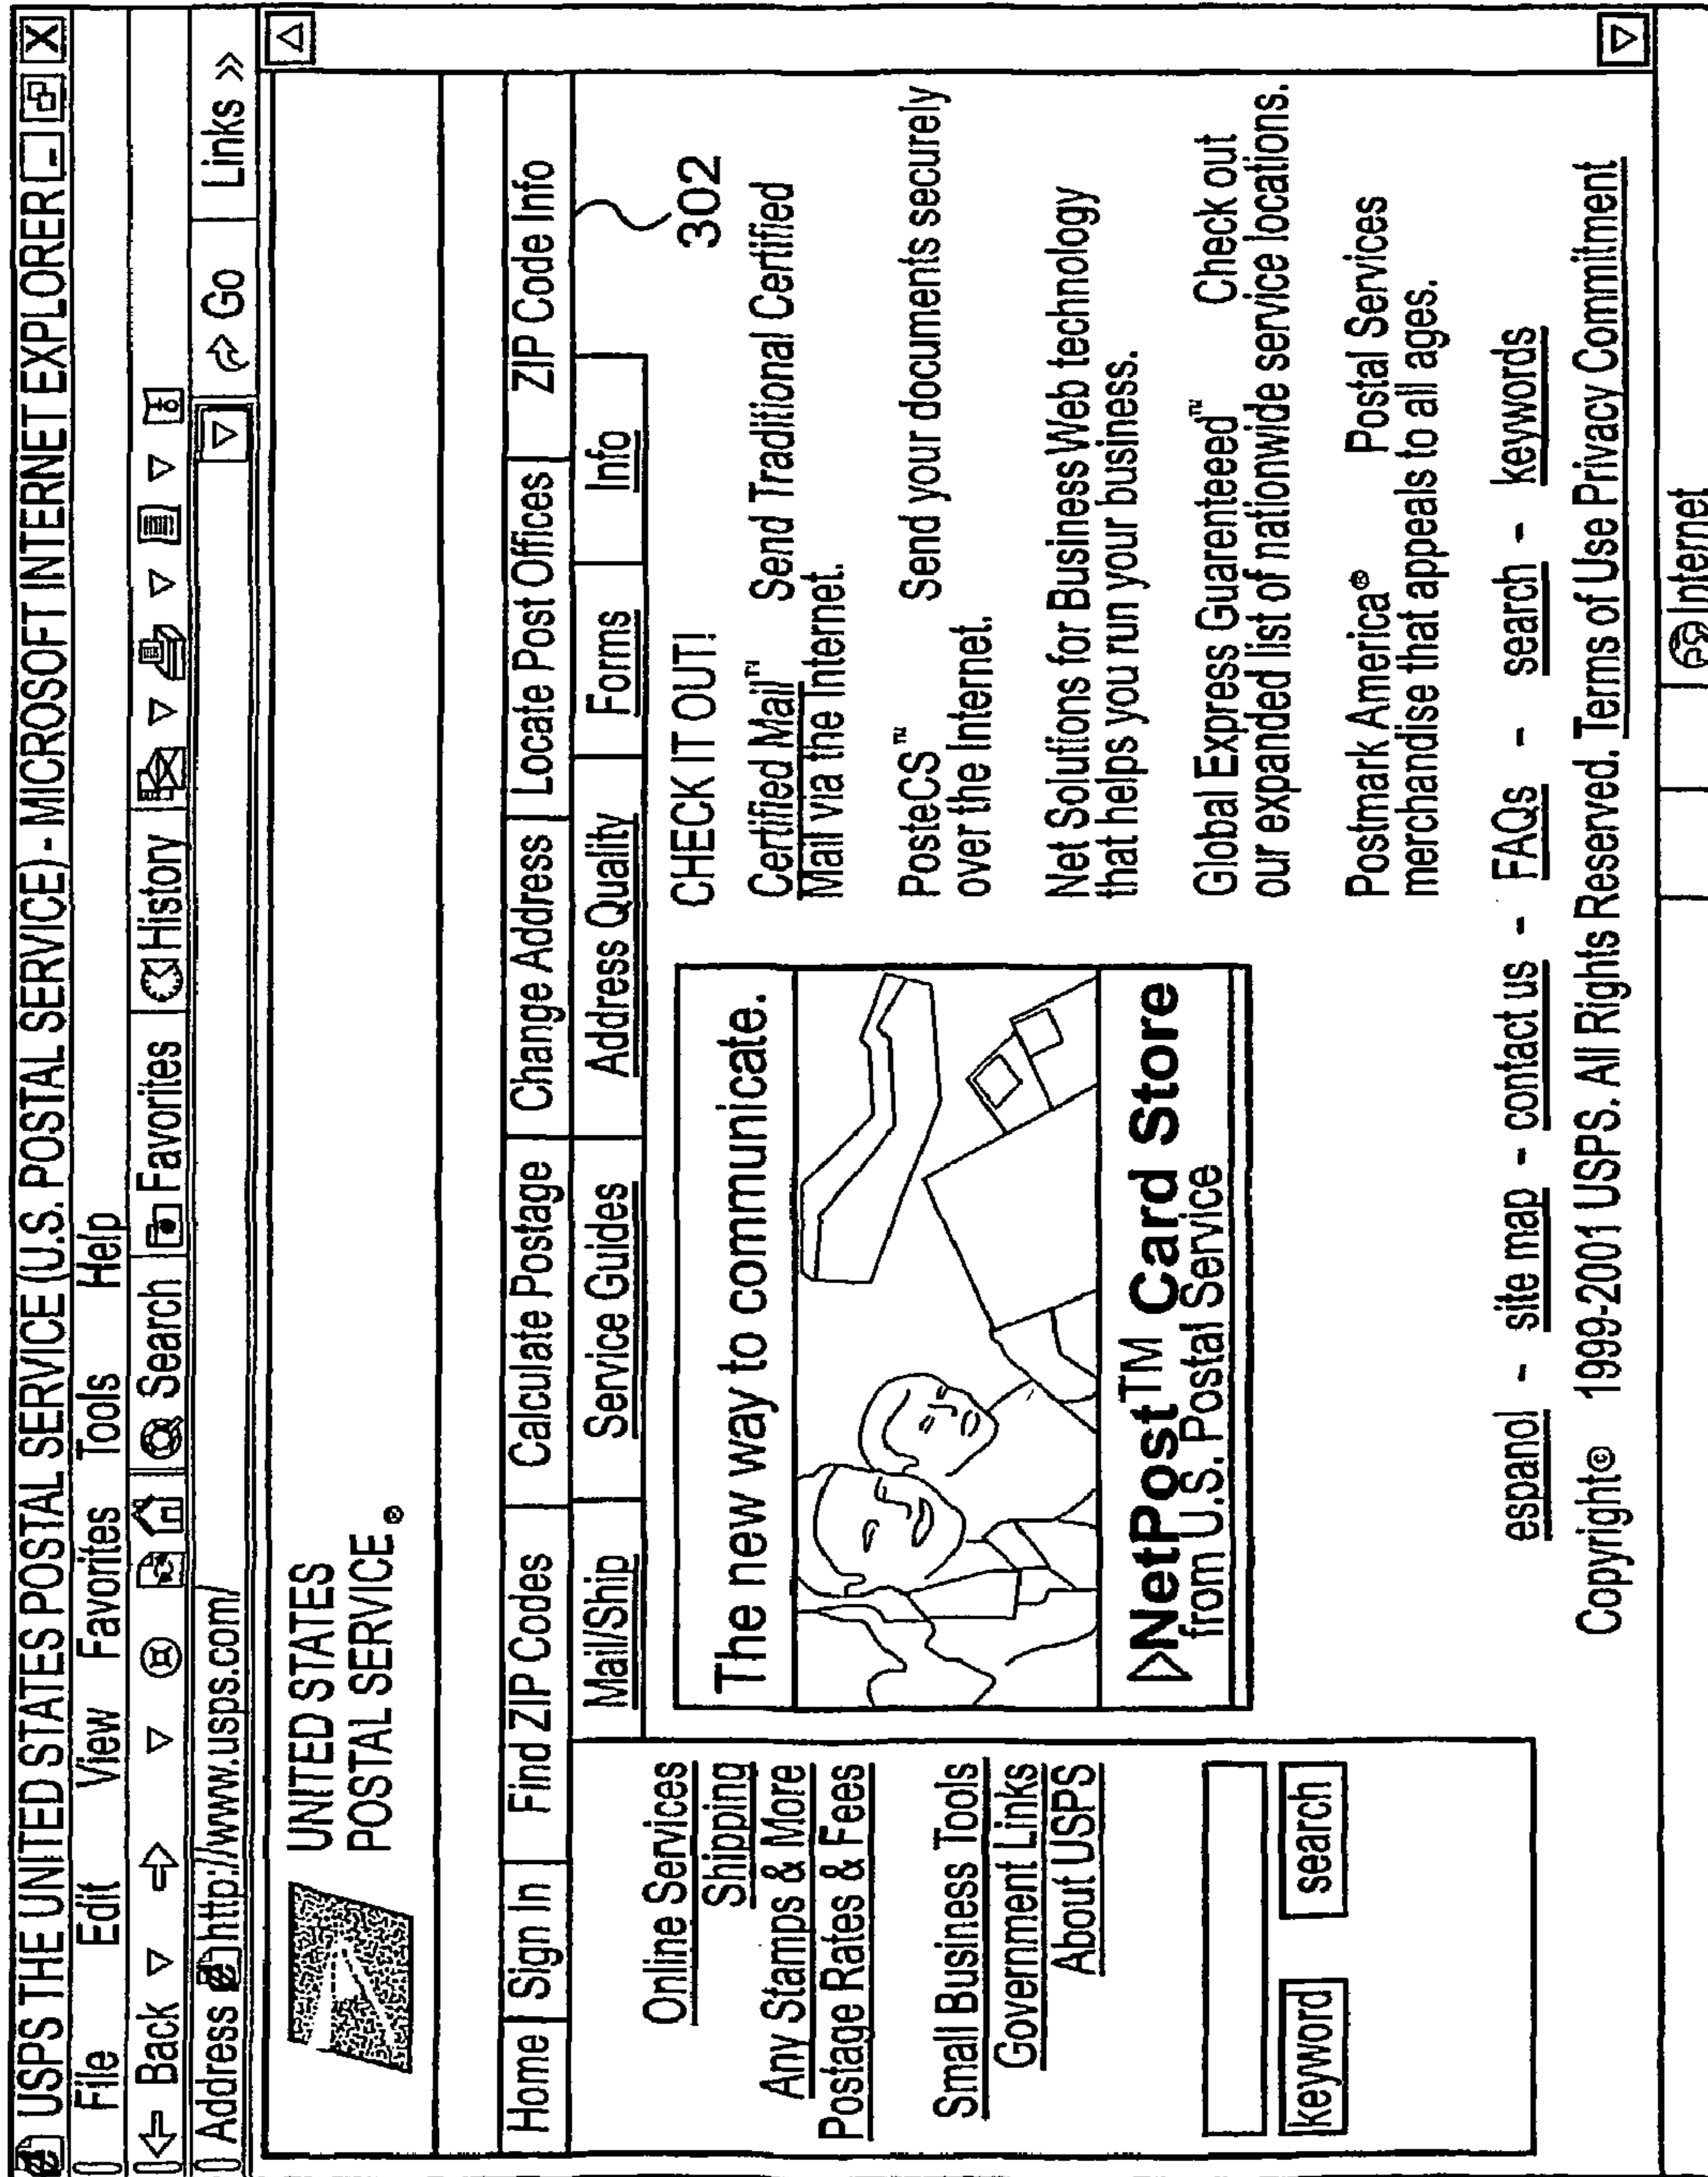 USPS THE UNITED STATES POSTAL SERVICE (U.S. POSTAL SERVICE) - MICROSOFT INTERNET EXPLORER
File Edit View Favorites Tools Help
Back Search Favorites History
Address http://www.usps.com/ Go Links »
UNITED STATES
POSTAL SERVICE®
Home Sign In Find ZIP Codes Calculate Postage Change Address Locate Post Offices ZIP Code Info
Mail/Ship Service Guides Address Quality Forms Info
302
Online Services
Shipping
Any Stamps & More
Postage Rates & Fees
Small Business Tools
Government Links
About USPS
keyword search
The new way to communicate.
NetPost™ Card Store
from U.S. Postal Service
CHECK IT OUT!
Certified Mail™ Send Traditional Certified
Mail via the Internet.
PosteCS™ Send your documents securely
over the Internet.
Net Solutions for Business Web technology
that helps you run your business.
Global Express Guarenteed™ Check out
our expanded list of nationwide service locations.
Postmark America® Postal Services
merchandise that appeals to all ages.
espanol - site map - contact us - FAQs - search - keywords
Copyright© 1999-2001 USPS. All Rights Reserved. Terms of Use Privacy Commitment
Internet